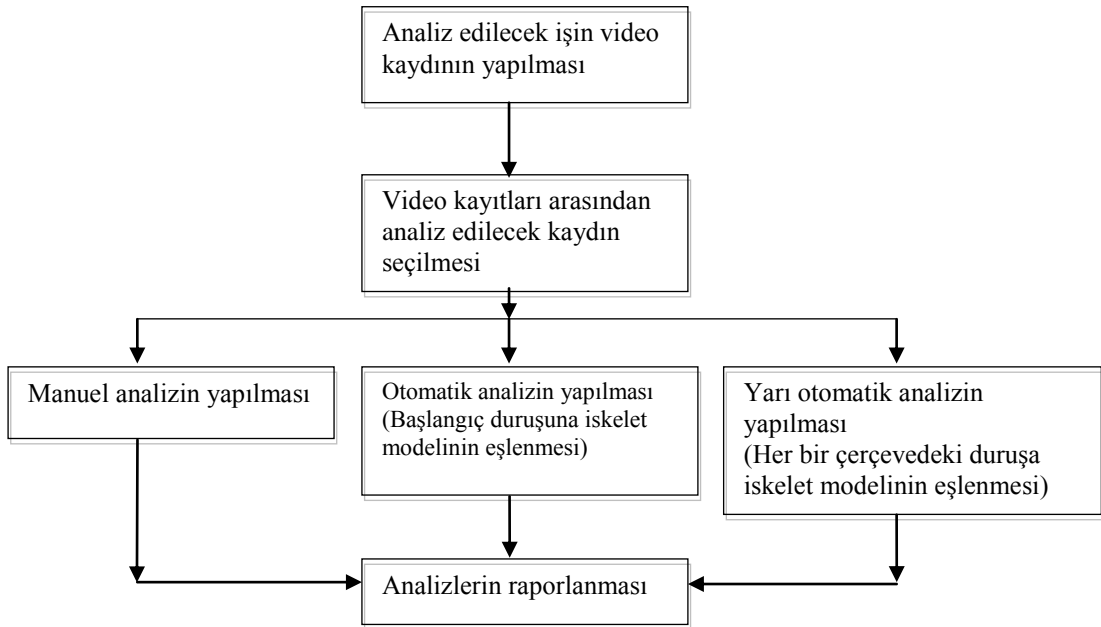 Analiz edilecek işin video
kaydının yapılması
Video kayıtları arasından
analiz edilecek kaydın
seçilmesi
Manuel analizin yapılması
Otomatik analizin yapılması
(Başlangıç duruşuna iskelet
modelinin eşlenmesi)
Yarı otomatik analizin
yapılması
(Her bir çerçevedeki duruşa
iskelet modelinin eşlenmesi)
Analizlerin raporlanması